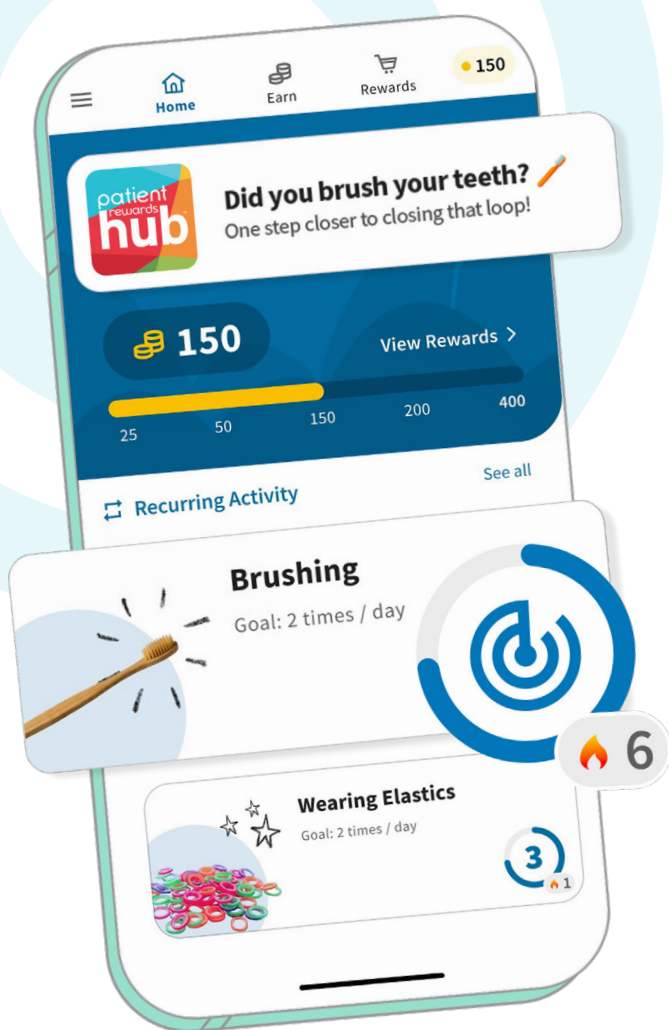 Home
Earn
Rewards
150
patient
rewards
hub
Did you brush your teeth?
One step closer to closing that loop!
150
View Rewards
25 50 150 200 400
Recurring Activity
See all
Brushing
Goal: 2 times / day
6
Wearing Elastics
Goal: 2 times / day
3
1